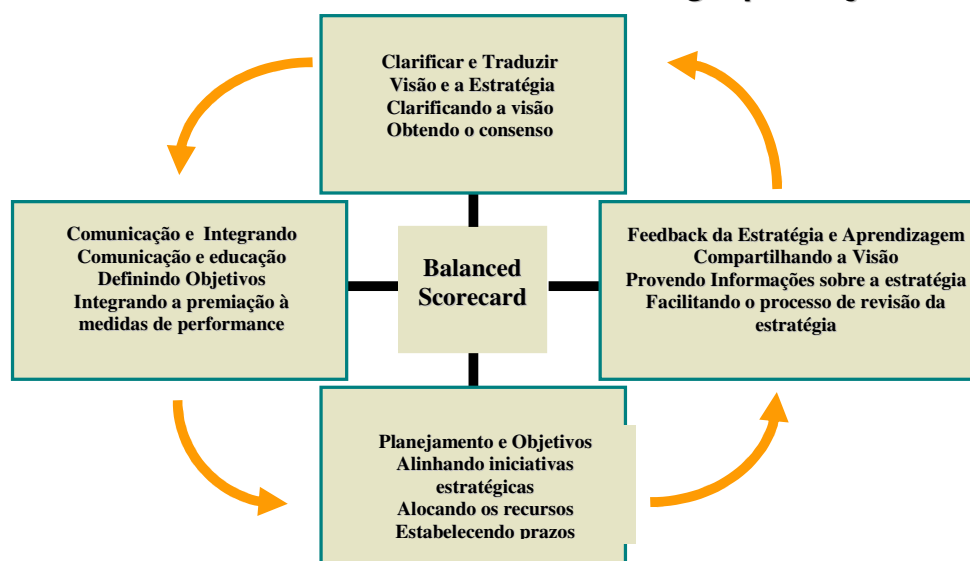 Clarificar e Traduzir
Visão e a Estratégia
Clarificando a visão
Obtendo o consenso
Comunicação e Integrando
Comunicação e educação
Definindo Objetivos
Integrando a premiação à
medidas de performance
Balanced
Scorecard
Feedback da Estratégia e Aprendizagem
Compartilhando a Visão
Provendo Informações sobre a estratégia
Facilitando o processo de revisão da
estratégia
Planejamento e Objetivos
Alinhando iniciativas
estratégicas
Alocando os recursos
Estabelecendo prazos